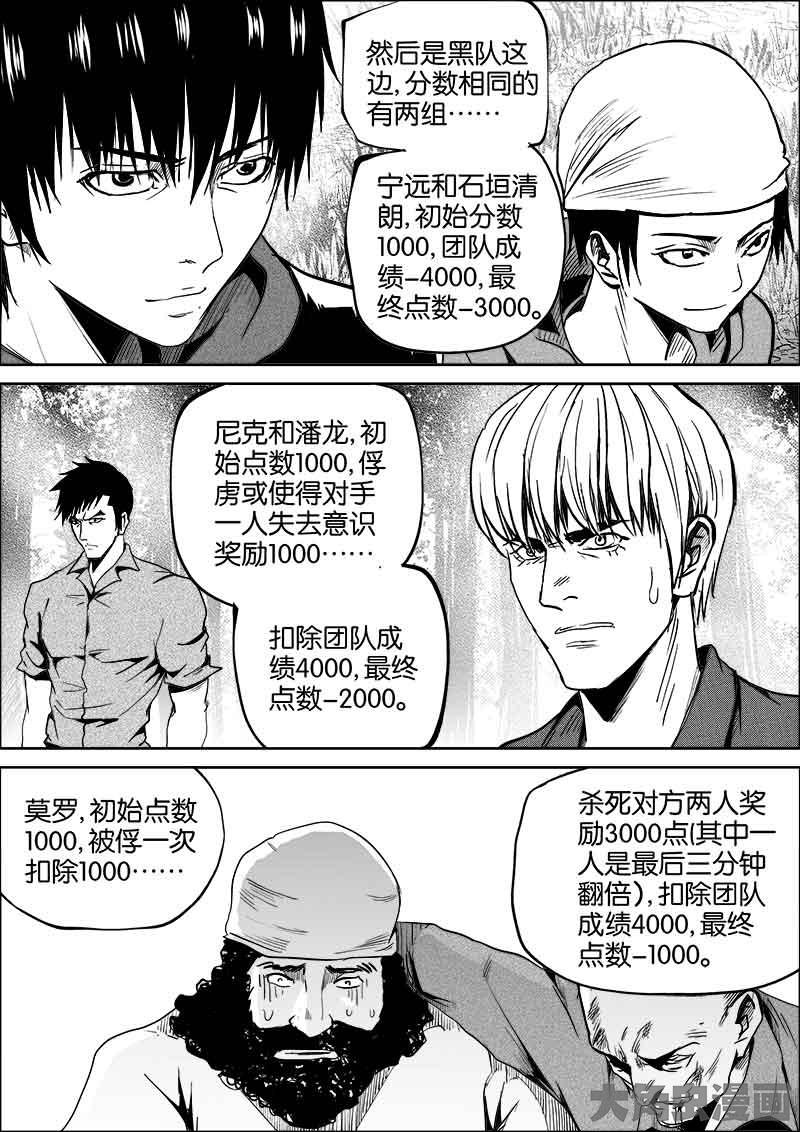 然后是黑队这
边,分数相同的
有两组……
宁远和石垣清
朗,初始分数
1000,团队成
绩-4000,最
终点数-3000。
尼克和潘龙,初
始点数1000,俘
虏或使得对手
一人失去意识
奖励1000……
扣除团队成
绩4000,最终
点数-2000。
莫罗,初始点数
1000,被俘一次
扣除1000……
杀死对方两人奖
励3000点(其中一
人是最后三分钟
翻倍),扣除团队
成绩4000,最终
点数-1000。